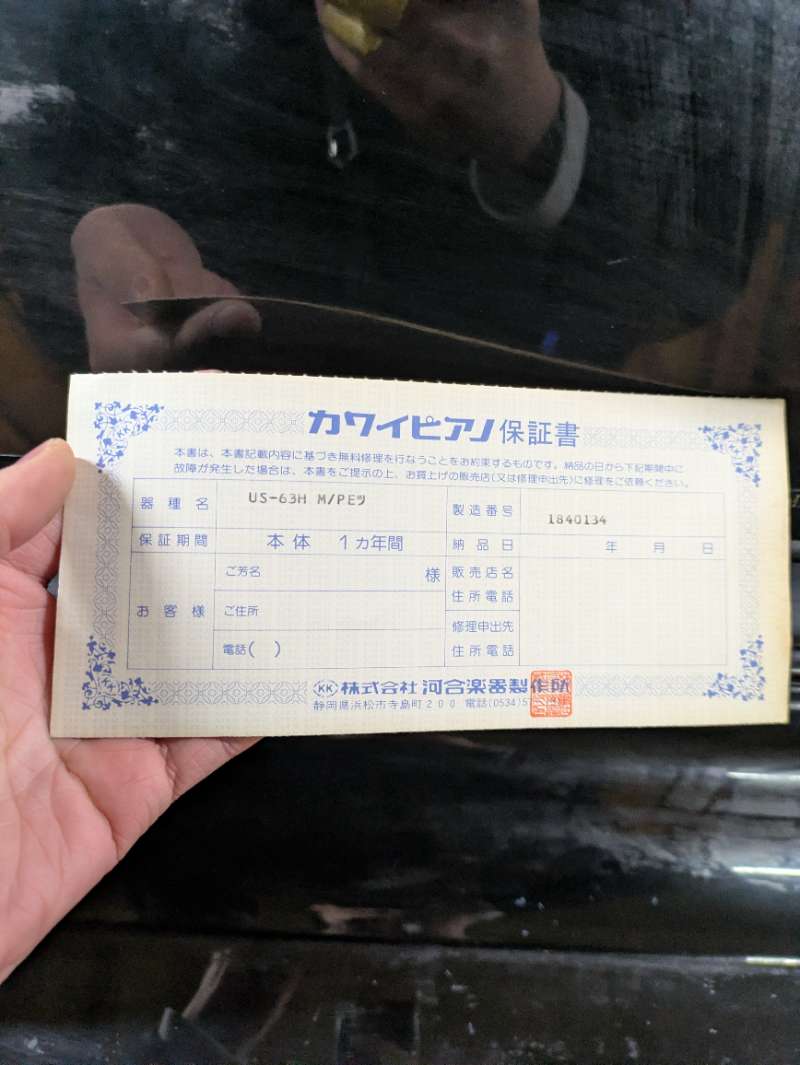 カワイピアノ保証書
本書は、本書記載内容に基づき無料修理を行なうことをお約束するものです。納品の日から下記期間中に
故障が発生した場合は、本書をご提示の上、お買上げの販売店(又は修理申出先)に修理をご依頼ください。
器種名 US-63H M/PEツ 製造番号 1840134
保証期間 本体 1カ年間 納品日 年 月 日
お客様 ご芳名 様 販売店名
住所電話
ご住所
修理申出先
電話( ) 住所電話
KK 株式会社 河合楽器製作所
静岡県浜松市寺島町200 電話(0534)5